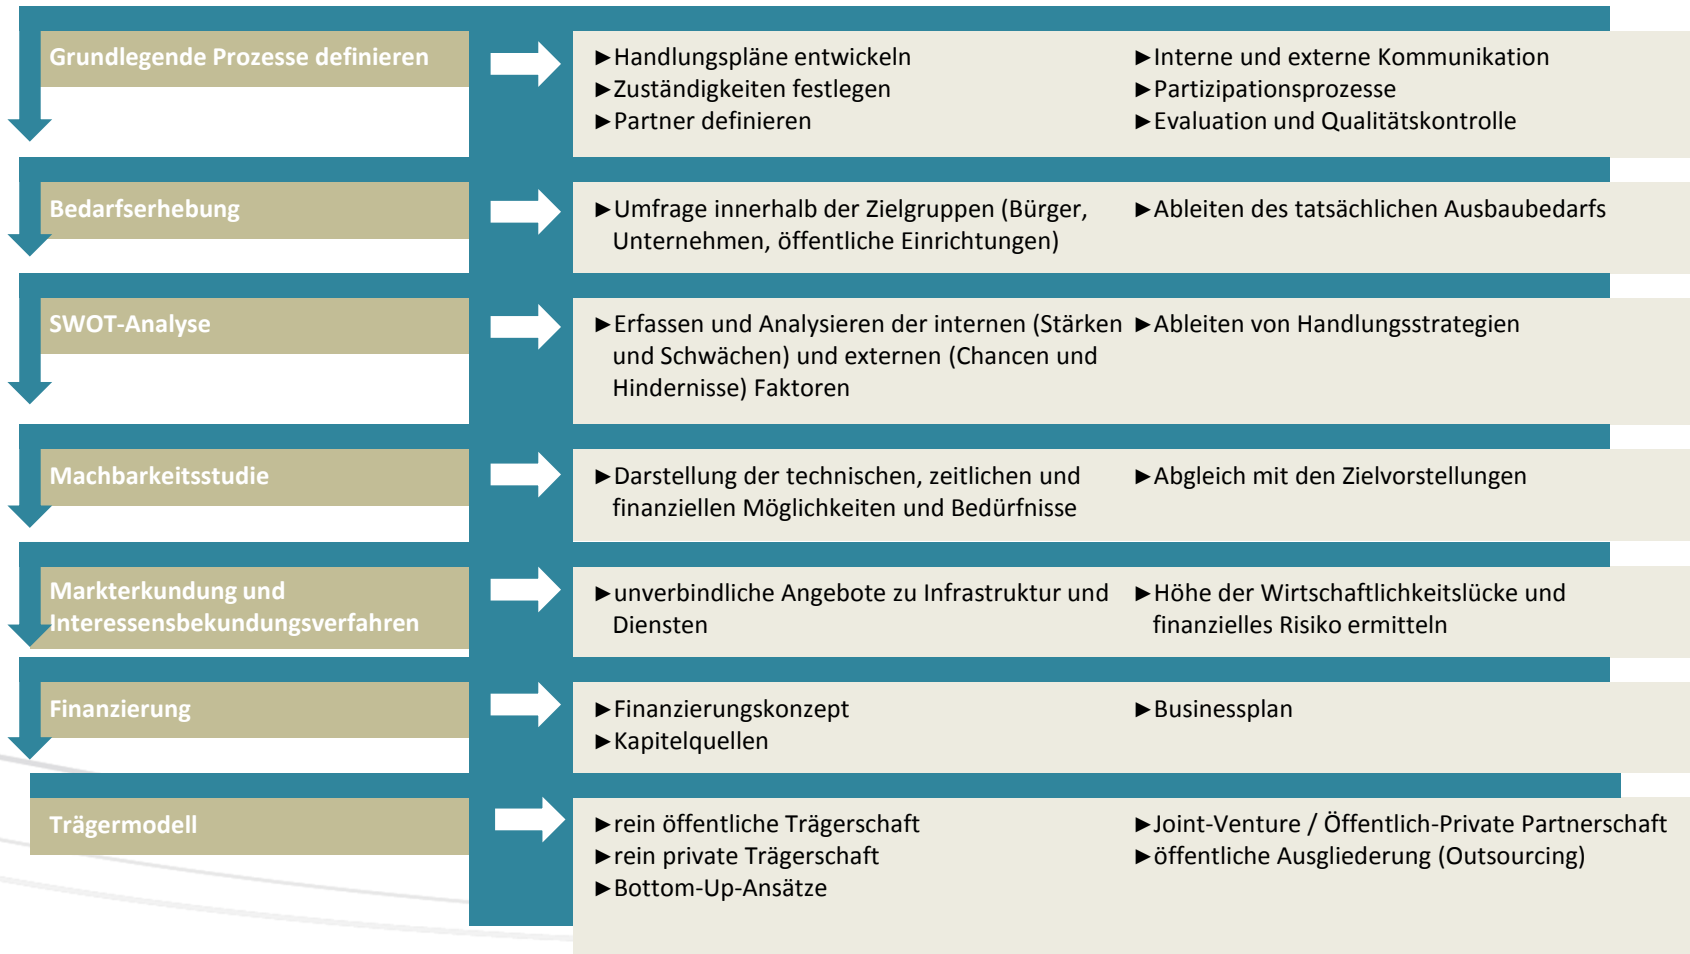 Grundlegende Prozesse definieren
►Handlungspläne entwickeln
►Zuständigkeiten festlegen
►Partner definieren
►Interne und externe Kommunikation
►Partizipationsprozesse
►Evaluation und Qualitätskontrolle
Bedarfserhebung
►Umfrage innerhalb der Zielgruppen (Bürger,
Unternehmen, öffentliche Einrichtungen)
►Ableiten des tatsächlichen Ausbaubedarfs
SWOT-Analyse
►Erfassen und Analysieren der internen (Stärken
und Schwächen) und externen (Chancen und
Hindernisse) Faktoren
►Ableiten von Handlungsstrategien
Machbarkeitsstudie
►Darstellung der technischen, zeitlichen und
finanziellen Möglichkeiten und Bedürfnisse
►Abgleich mit den Zielvorstellungen
Markterkundung und
Interessensbekundungsverfahren
►unverbindliche Angebote zu Infrastruktur und
Diensten
►Höhe der Wirtschaftlichkeitslücke und
finanzielles Risiko ermitteln
Finanzierung
►Finanzierungskonzept
►Kapitelquellen
►Businessplan
Trägermodell
►rein öffentliche Trägerschaft
►rein private Trägerschaft
►Bottom-Up-Ansätze
►Joint-Venture / Öffentlich-Private Partnerschaft
►öffentliche Ausgliederung (Outsourcing)